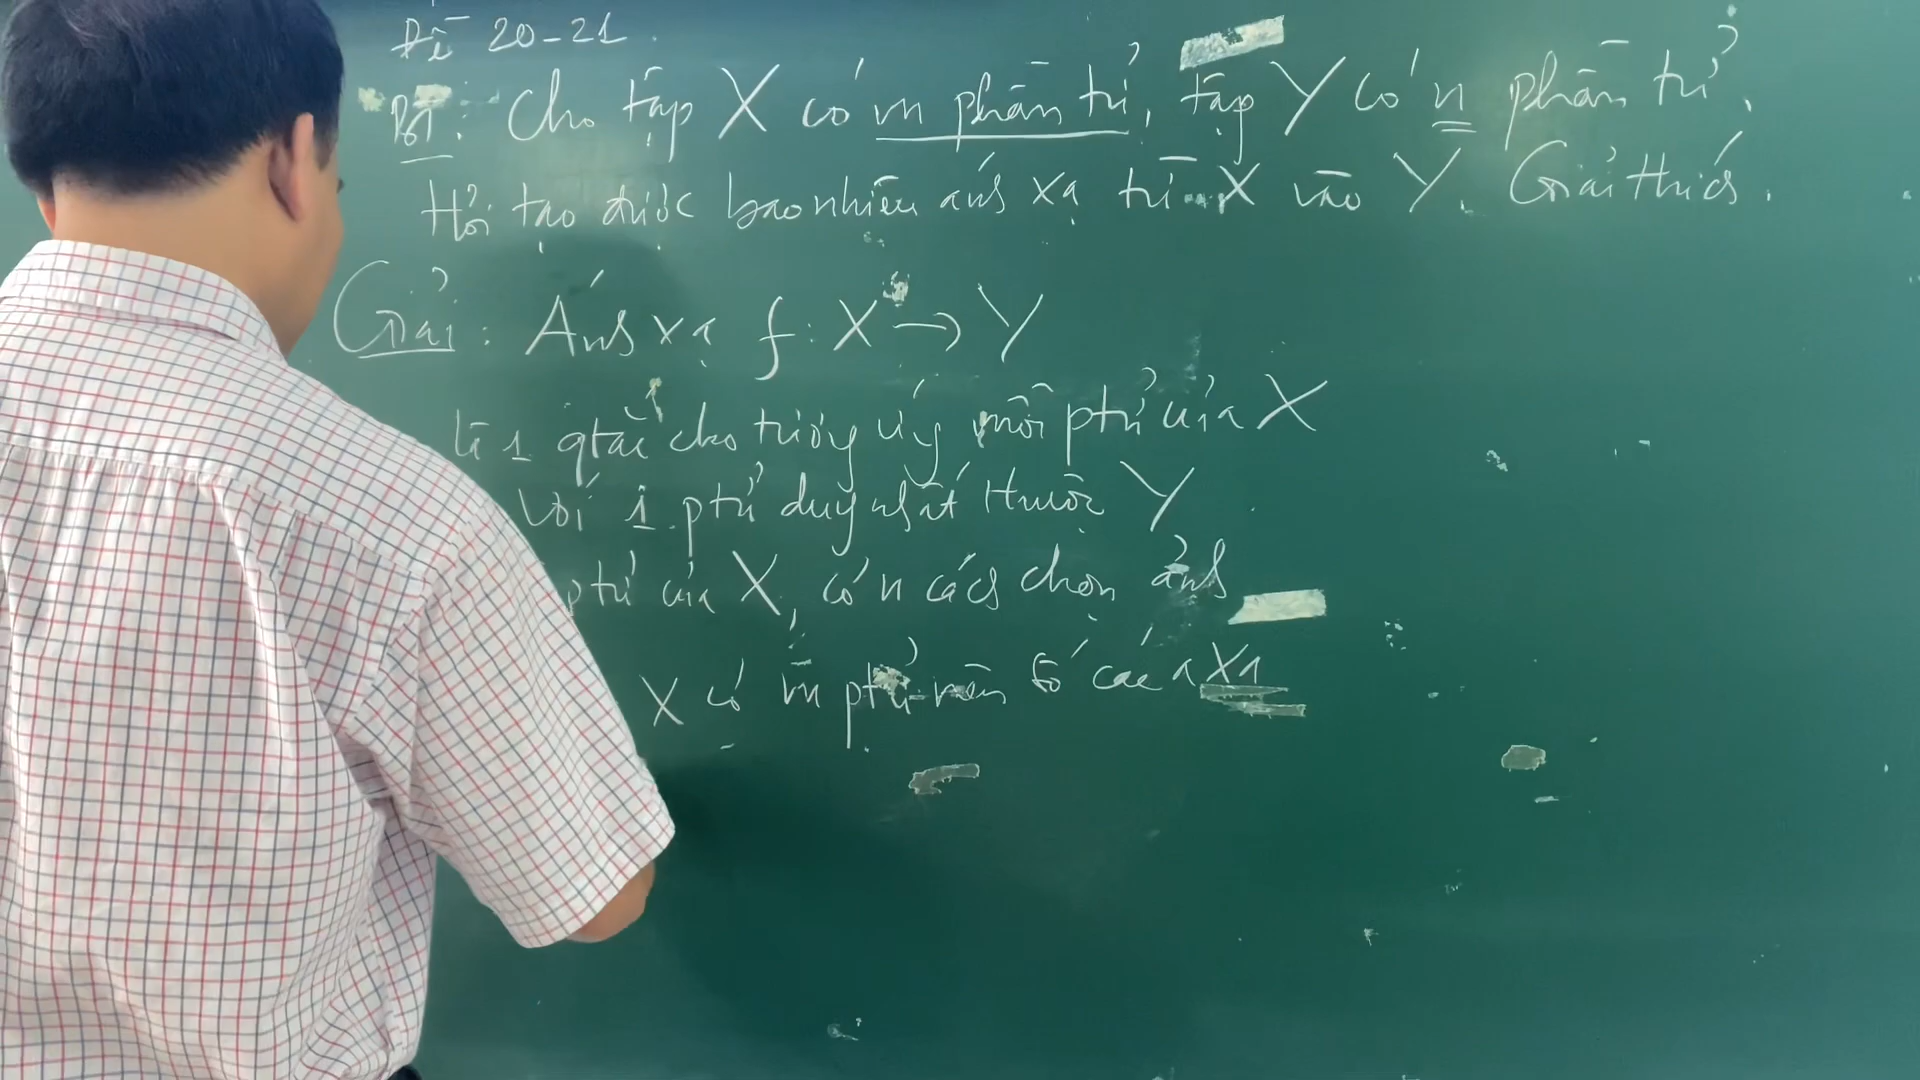 Đề 20-21.
B1: Cho tập X có m phần tử, tập Y có n phần tử.
Hỏi tạo được bao nhiêu ánh xạ từ X vào Y. Giải thích.
Giải: Ánh xạ f: X → Y
là 1 qtắc cho tương ứng mỗi ptử của X
với 1 ptử duy nhất thuộc Y
ptử của X, có n cách chọn ảnh
X có m ptử nên số các axạ